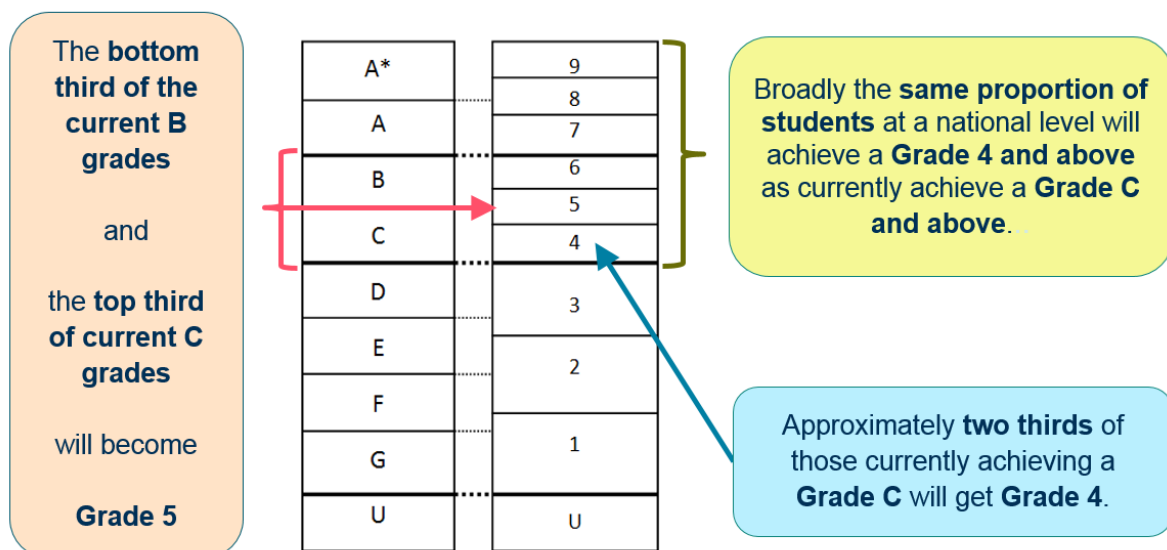 The bottom
third of the
current B
grades
and
the top third
of current C
grades
will become
Grade 5
A*
A
B
C
D
E
F
G
U
9
8
7
6
5
4
3
2
1
U
Broadly the same proportion of
students at a national level will
achieve a Grade 4 and above
as currently achieve a Grade C
and above...
Approximately two thirds of
those currently achieving a
Grade C will get Grade 4.